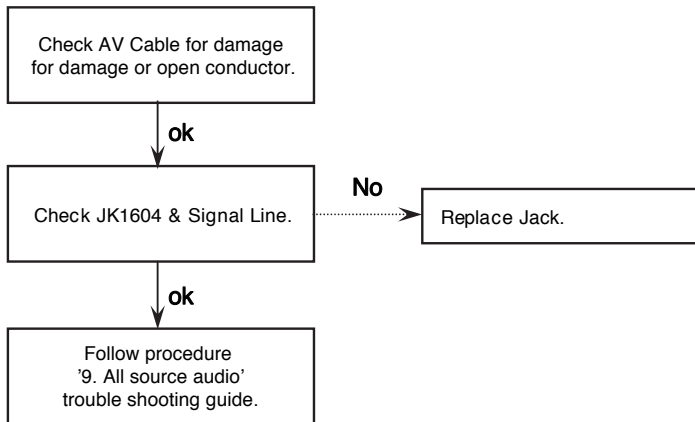 Check AV Cable for damage
for damage or open conductor.
ok
Check JK1604 & Signal Line.
No
Replace Jack.
ok
Follow procedure
'9. All source audio'
trouble shooting guide.